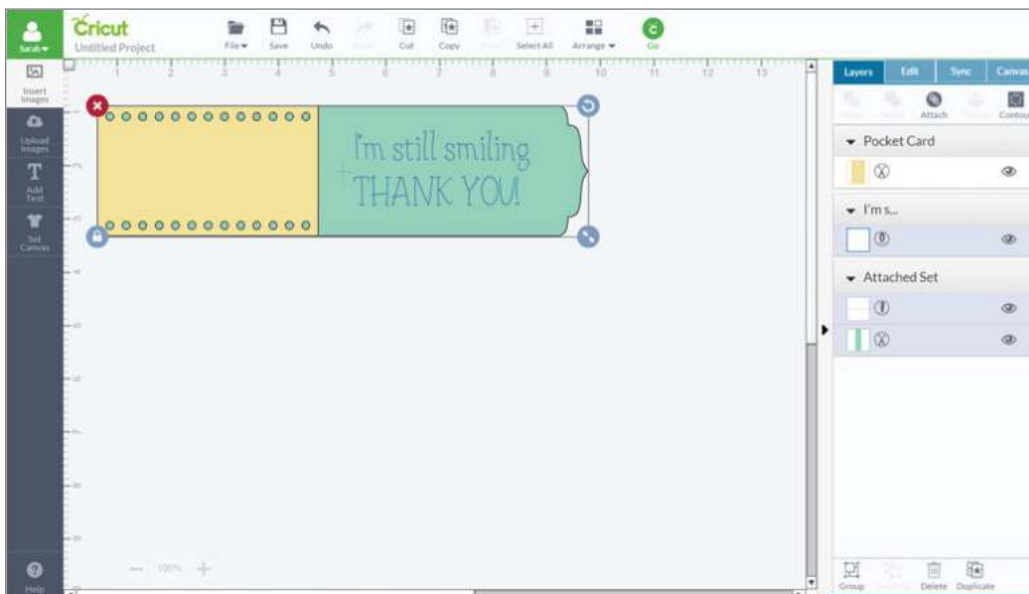 Cricut
Untitled Project
Sarah
File
Save
Undo
Cut
Copy
Select All
Arrange
Go
Insert
Images
Upload
Images
Add
Text
Set
Canvas
Help
1 2 3 4 5 6 7 8 9 10 11 12 13
I'm still smiling
THANK YOU!
100%
Layers Edit Sync Canvas
Attach Contou
Pocket Card
I'm s...
Attached Set
Group Delete Duplicate